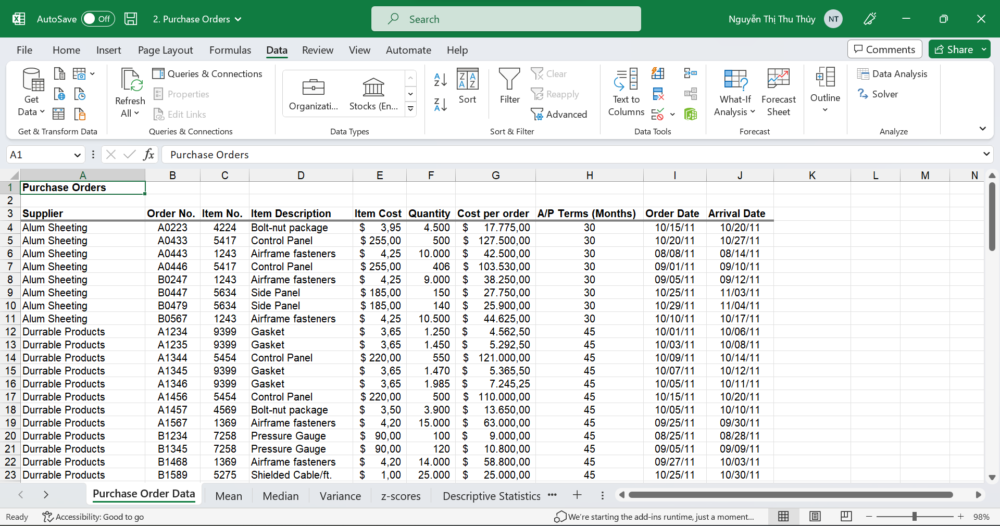 AutoSave Off 2. Purchase Orders Search Nguyễn Thị Thu Thủy NT
File Home Insert Page Layout Formulas Data Review View Automate Help Comments Share
Get Data
Refresh All
Queries & Connections
Properties
Edit Links
Organizati... Stocks (En...
Sort
Filter
Clear
Reapply
Advanced
Text to Columns
What-If Analysis
Forecast Sheet
Outline
Data Analysis
Solver
Get & Transform Data Queries & Connections Data Types Sort & Filter Data Tools Forecast Analyze
A1 fx Purchase Orders
A B C D E F G H I J K L M N
1 Purchase Orders
2
3 Supplier Order No. Item No. Item Description Item Cost Quantity Cost per order A/P Terms (Months) Order Date Arrival Date
4 Alum Sheeting A0223 4224 Bolt-nut package $ 3,95 4.500 $ 17.775,00 30 10/15/11 10/20/11
5 Alum Sheeting A0433 5417 Control Panel $ 255,00 500 $ 127.500,00 30 10/20/11 10/27/11
6 Alum Sheeting A0443 1243 Airframe fasteners $ 4,25 10.000 $ 42.500,00 30 08/08/11 08/14/11
7 Alum Sheeting A0446 5417 Control Panel $ 255,00 406 $ 103.530,00 30 09/01/11 09/10/11
8 Alum Sheeting B0247 1243 Airframe fasteners $ 4,25 9.000 $ 38.250,00 30 09/05/11 09/12/11
9 Alum Sheeting B0447 5634 Side Panel $ 185,00 150 $ 27.750,00 30 10/25/11 11/03/11
10 Alum Sheeting B0479 5634 Side Panel $ 185,00 140 $ 25.900,00 30 10/29/11 11/04/11
11 Alum Sheeting B0567 1243 Airframe fasteners $ 4,25 10.500 $ 44.625,00 30 10/10/11 10/17/11
12 Durrable Products A1234 9399 Gasket $ 3,65 1.250 $ 4.562,50 45 10/01/11 10/06/11
13 Durrable Products A1235 9399 Gasket $ 3,65 1.450 $ 5.292,50 45 10/03/11 10/08/11
14 Durrable Products A1344 5454 Control Panel $ 220,00 550 $ 121.000,00 45 10/09/11 10/14/11
15 Durrable Products A1345 9399 Gasket $ 3,65 1.470 $ 5.365,50 45 10/07/11 10/12/11
16 Durrable Products A1346 9399 Gasket $ 3,65 1.985 $ 7.245,25 45 10/05/11 10/11/11
17 Durrable Products A1456 5454 Control Panel $ 220,00 500 $ 110.000,00 45 10/15/11 10/20/11
18 Durrable Products A1457 4569 Bolt-nut package $ 3,50 3.900 $ 13.650,00 45 10/05/11 10/10/11
19 Durrable Products A1567 1369 Airframe fasteners $ 4,20 15.000 $ 63.000,00 45 09/25/11 09/30/11
20 Durrable Products B1234 7258 Pressure Gauge $ 90,00 100 $ 9.000,00 45 08/25/11 08/28/11
21 Durrable Products B1345 7258 Pressure Gauge $ 90,00 120 $ 10.800,00 45 09/05/11 09/09/11
22 Durrable Products B1468 1369 Airframe fasteners $ 4,20 14.000 $ 58.800,00 45 09/27/11 10/03/11
23 Durrable Products B1589 5275 Shielded Cable/ft. $ 1,00 25.000 $ 25.000,00 45 10/25/11 10/30/11
Purchase Order Data Mean Median Variance z-scores Descriptive Statistics ···
Ready Accessibility: Good to go We're starting the add-ins runtime, just a moment... 98%